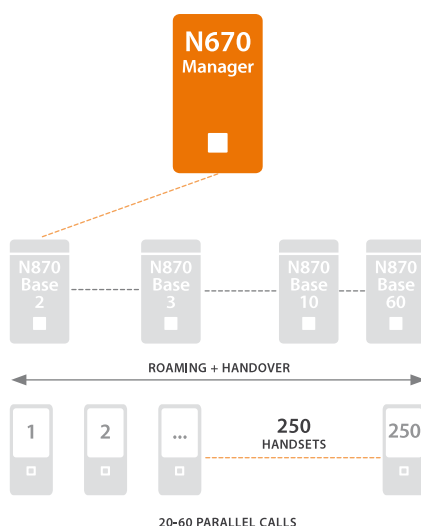 N670
Manager
N870 Base 2
N870 Base 3
N870 Base 10
N870 Base 60
ROAMING + HANDOVER
1 2 ... 250 HANDSETS 250
20-60 PARALLEL CALLS